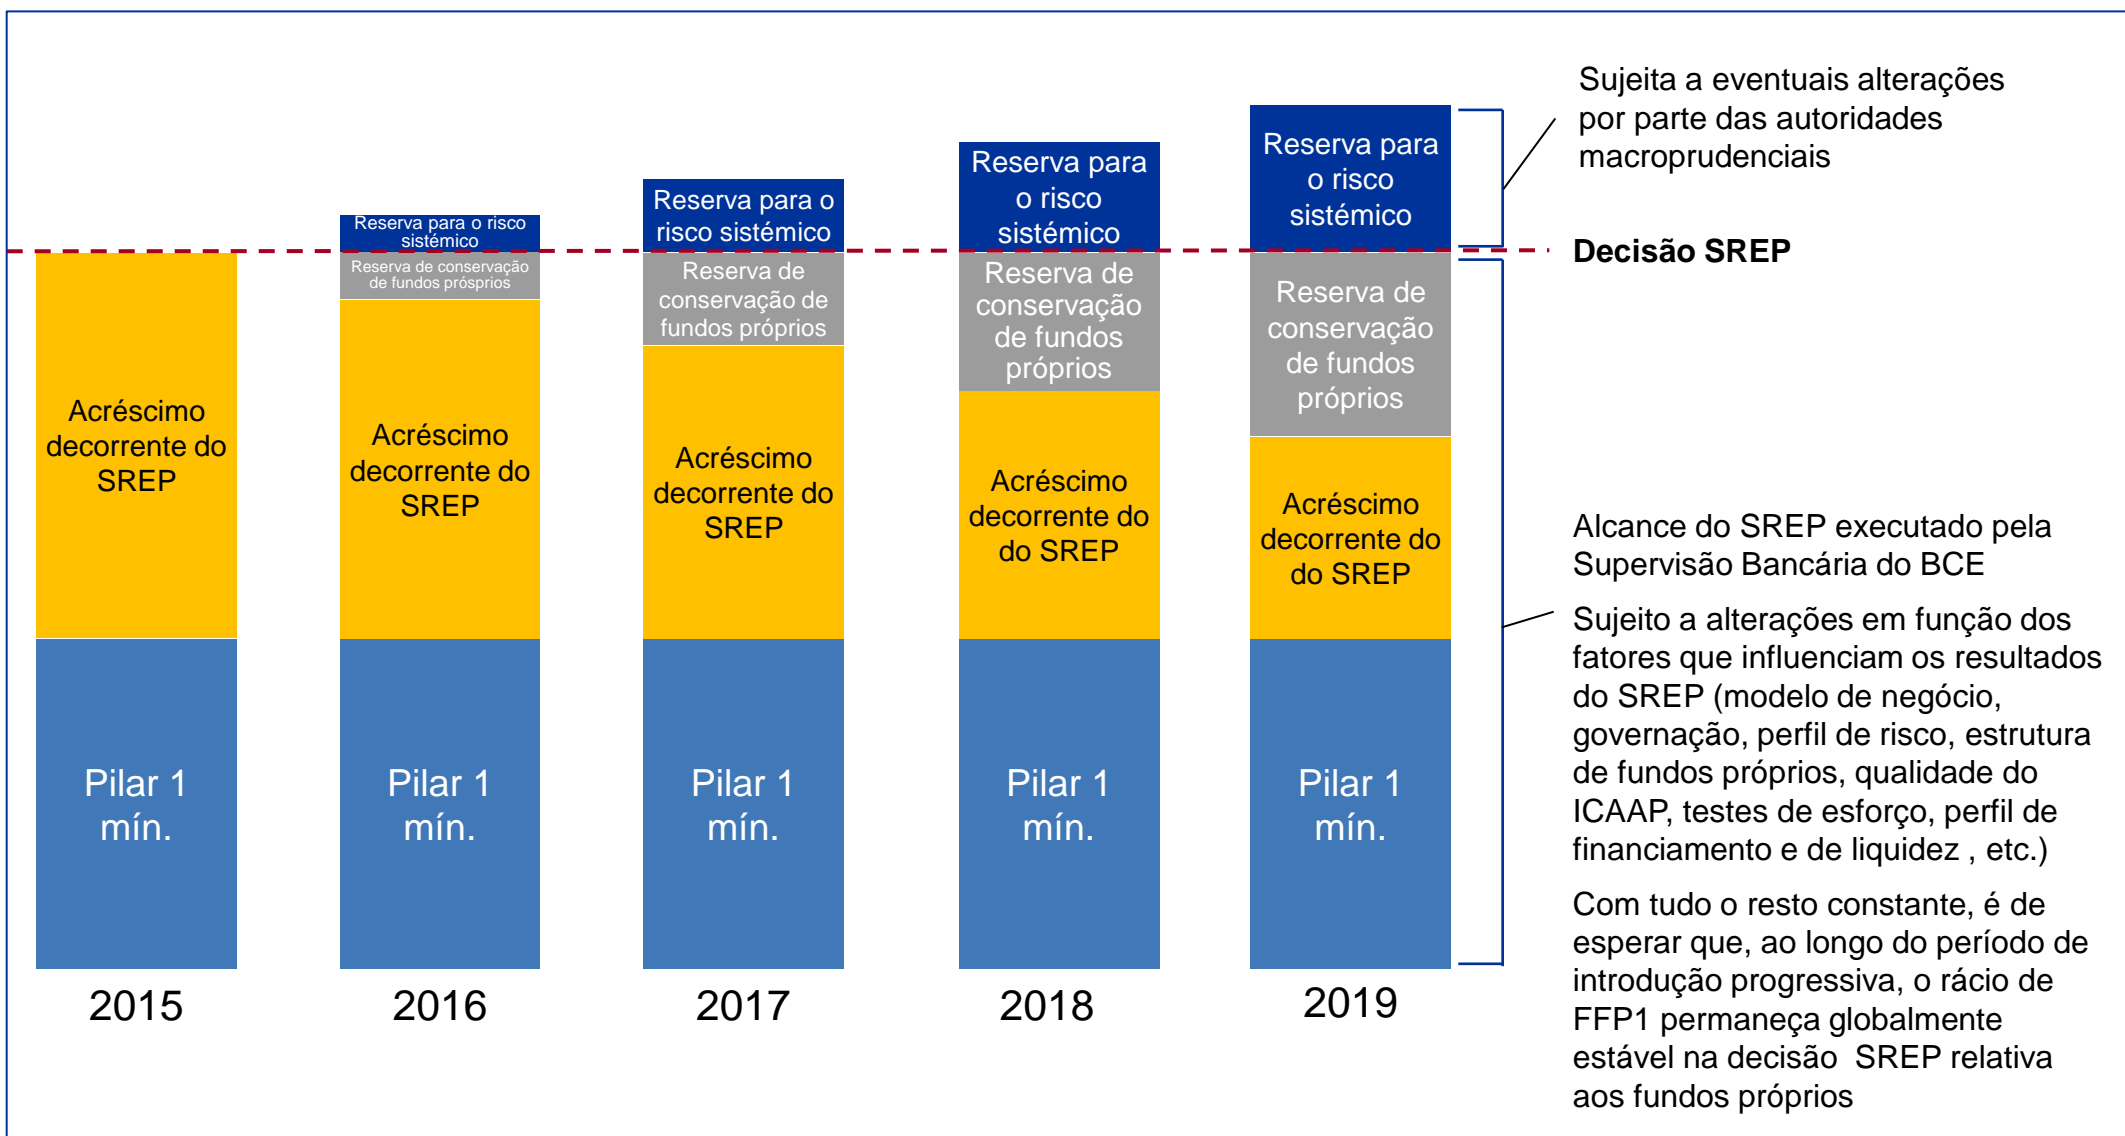 Acréscimo
decorrente do
SREP
Pilar 1
mín.
2015
Reserva para o risco
sistémico
Reserva de conservação
de fundos prósprios
Acréscimo
decorrente do
SREP
Pilar 1
mín.
2016
Reserva para o
risco sistémico
Reserva de
conservação de
fundos próprios
Acréscimo
decorrente do
SREP
Pilar 1
mín.
2017
Reserva para
o risco
sistémico
Reserva de
conservação
de fundos
próprios
Acréscimo
decorrente do
do SREP
Pilar 1
mín.
2018
Reserva para
o risco
sistémico
Reserva de
conservação
de fundos
próprios
Acréscimo
decorrente do
do SREP
Pilar 1
mín.
2019
Sujeita a eventuais alterações
por parte das autoridades
macroprudenciais
Decisão SREP
Alcance do SREP executado pela
Supervisão Bancária do BCE
Sujeito a alterações em função dos
fatores que influenciam os resultados
do SREP (modelo de negócio,
governação, perfil de risco, estrutura
de fundos próprios, qualidade do
ICAAP, testes de esforço, perfil de
financiamento e de liquidez , etc.)
Com tudo o resto constante, é de
esperar que, ao longo do período de
introdução progressiva, o rácio de
FFP1 permaneça globalmente
estável na decisão  SREP relativa
aos fundos próprios